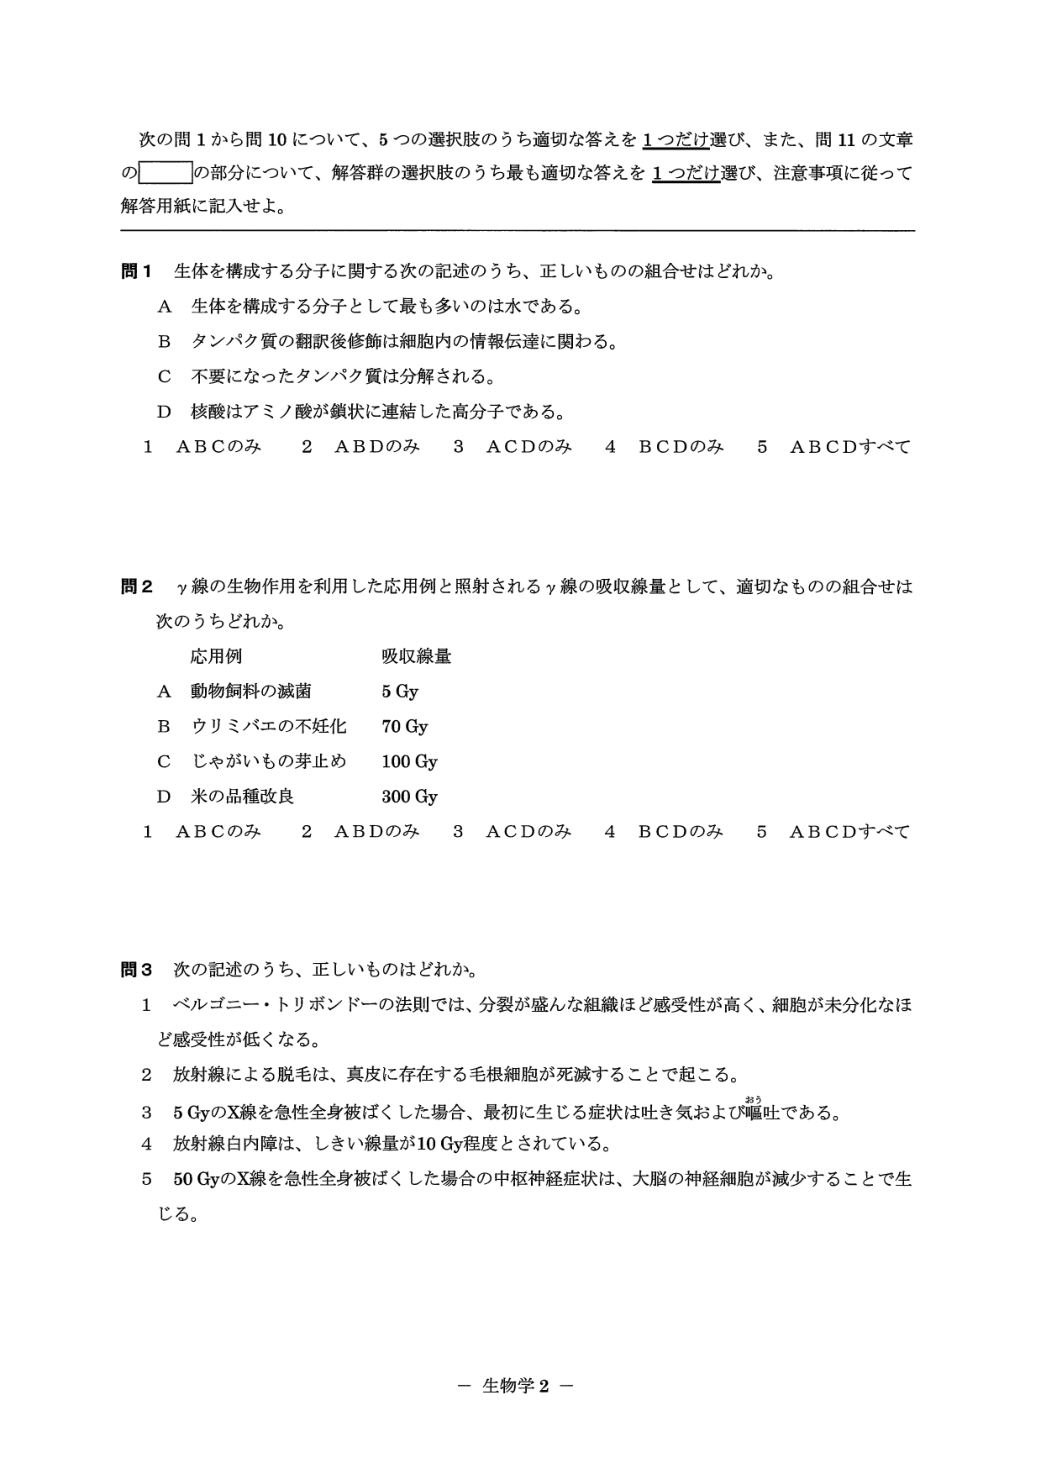 次の問 1 から問 10 について、5 つの選択肢のうち適切な答えを 1 つだけ選び、また、問 11 の文章
の の部分について、解答群の選択肢のうち最も適切な答えを 1 つだけ選び、注意事項に従って
解答用紙に記入せよ。
問 1 生体を構成する分子に関する次の記述のうち、正しいものの組合せはどれか。
A 生体を構成する分子として最も多いのは水である。
B タンパク質の翻訳後修飾は細胞内の情報伝達に関わる。
C 不要になったタンパク質は分解される。
D 核酸はアミノ酸が鎖状に連結した高分子である。
1 ABCのみ 2 ABDのみ 3 ACDのみ 4 BCDのみ 5 ABCDすべて
問 2 γ線の生物作用を利用した応用例と照射されるγ線の吸収線量として、適切なものの組合せは
次のうちどれか。
応用例 吸収線量
A 動物飼料の滅菌 5 Gy
B ウリミバエの不妊化 70 Gy
C じゃがいもの芽止め 100 Gy
D 米の品種改良 300 Gy
1 ABCのみ 2 ABDのみ 3 ACDのみ 4 BCDのみ 5 ABCDすべて
問 3 次の記述のうち、正しいものはどれか。
1 ベルゴニー・トリボンドーの法則では、分裂が盛んな組織ほど感受性が高く、細胞が未分化なほ
ど感受性が低くなる。
2 放射線による脱毛は、真皮に存在する毛根細胞が死滅することで起こる。
おう
3 5 GyのX線を急性全身被ばくした場合、最初に生じる症状は吐き気および嘔吐である。
4 放射線白内障は、しきい線量が10 Gy程度とされている。
5 50 GyのX線を急性全身被ばくした場合の中枢神経症状は、大脳の神経細胞が減少することで生
じる。
― 生物学 2 ―